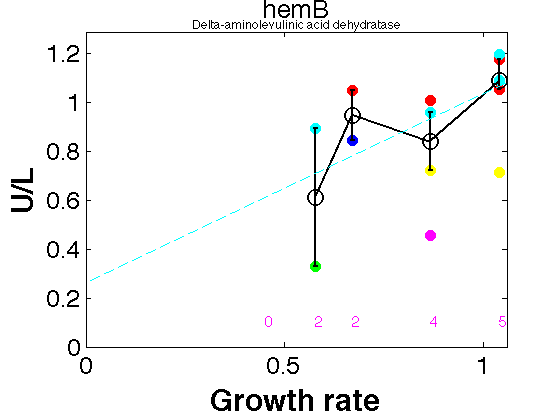 hemB
Delta-aminolevulinic acid dehydratase
1.2
1
0.8
0.6
0.4
0.2
0
U/L
0 2 2 4 5
0 0.5 1
Growth rate